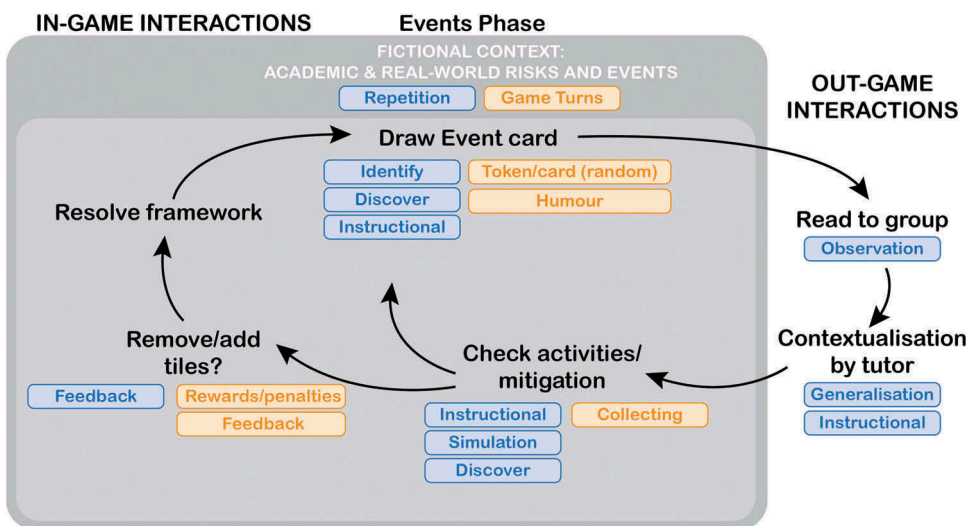 IN-GAME INTERACTIONS
Events Phase
FICTIONAL CONTEXT:
ACADEMIC & REAL-WORLD RISKS AND EVENTS
Repetition
Game Turns
OUT-GAME
INTERACTIONS
Draw Event card
Identify
Token/card (random)
Discover
Humour
Instructional
Resolve framework
Read to group
Observation
Remove/add
tiles?
Feedback
Rewards/penalties
Feedback
Check activities/
mitigation
Instructional
Collecting
Simulation
Discover
Contextualisation
by tutor
Generalisation
Instructional